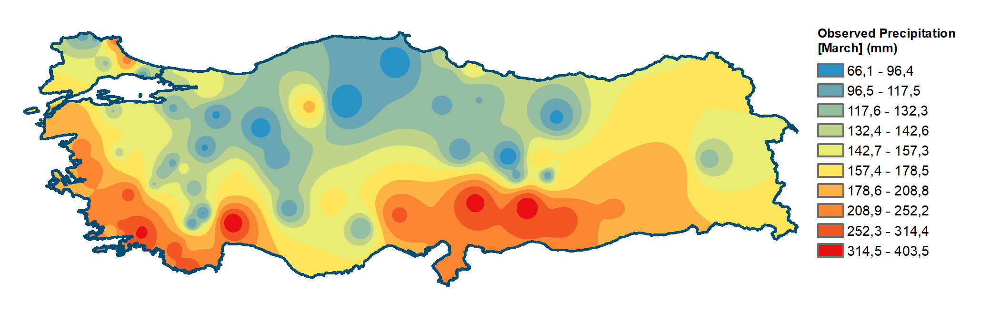 Observed Precipitation
[March] (mm)
66,1 - 96,4
96,5 - 117,5
117,6 - 132,3
132,4 - 142,6
142,7 - 157,3
157,4 - 178,5
178,6 - 208,8
208,9 - 252,2
252,3 - 314,4
314,5 - 403,5